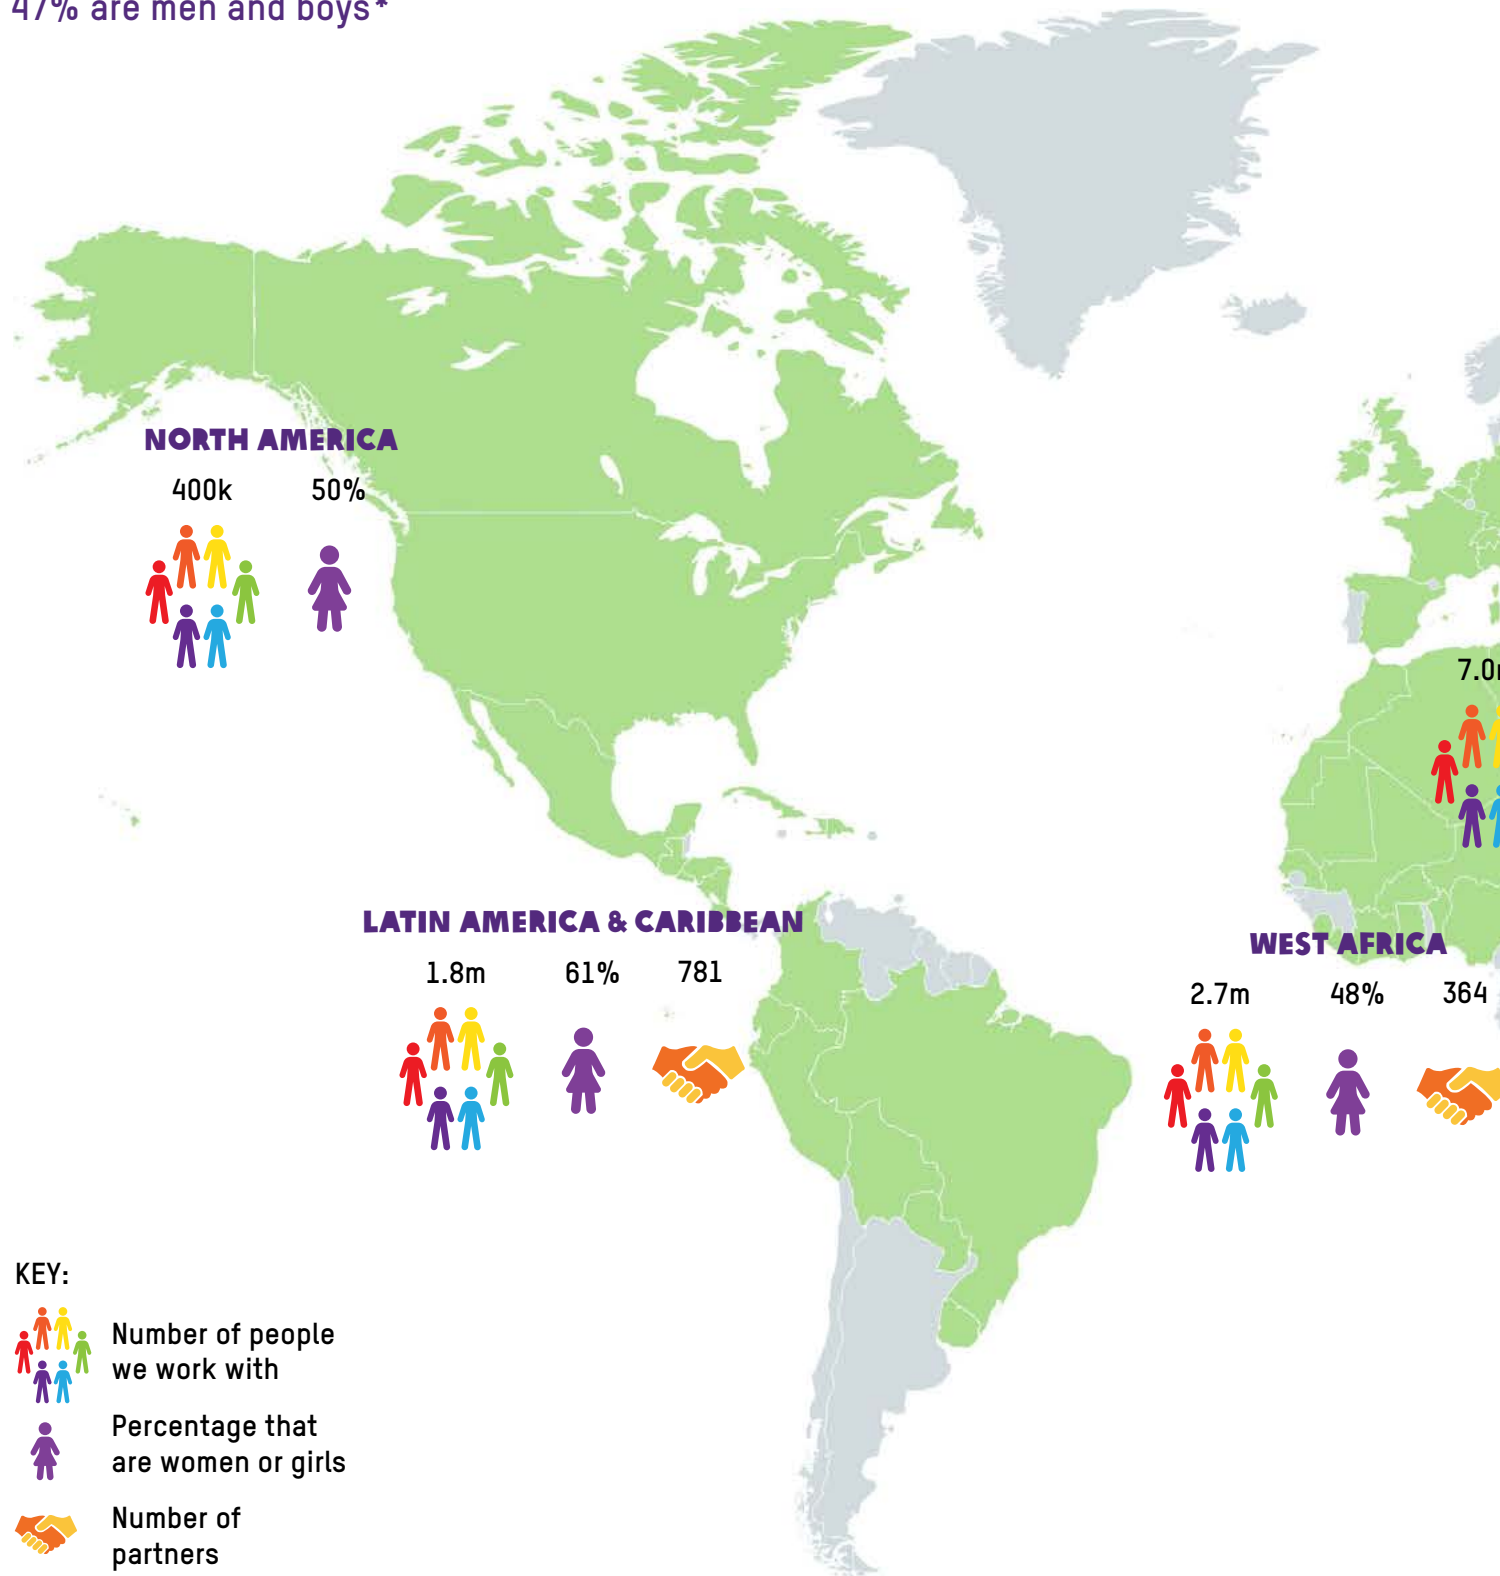 47% are men and boys*
NORTH AMERICA
400k 50%
7.0
LATIN AMERICA & CARIBBEAN
1.8m 61% 781
WEST AFRICA
2.7m 48% 364
KEY:
Number of people
we work with
Percentage that
are women or girls
Number of
partners